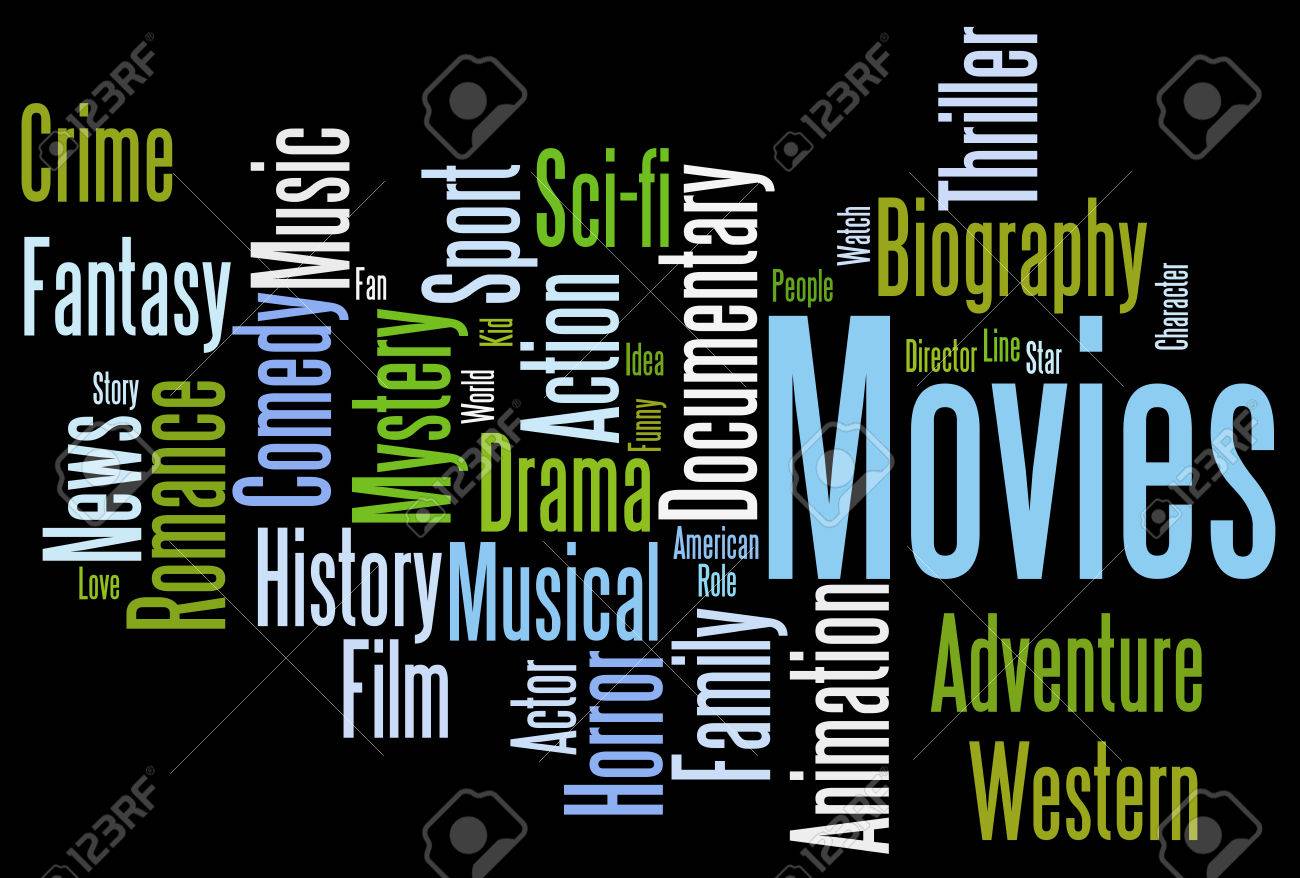 Crime
Fantasy
Story
News
Love
Romance
Music
Comedy
Fan
History
Film
Mystery
Sport
Kid
World
Sci-fi
Action
Idea
Funny
Drama
Musical
Actor
Horror
Documentary
American
Role
Family
People
Watch
Thriller
Biography
Character
Director
Line
Star
Movies
Animation
Adventure
Western
123RF
123RF
123RF
123RF
123RF
123RF